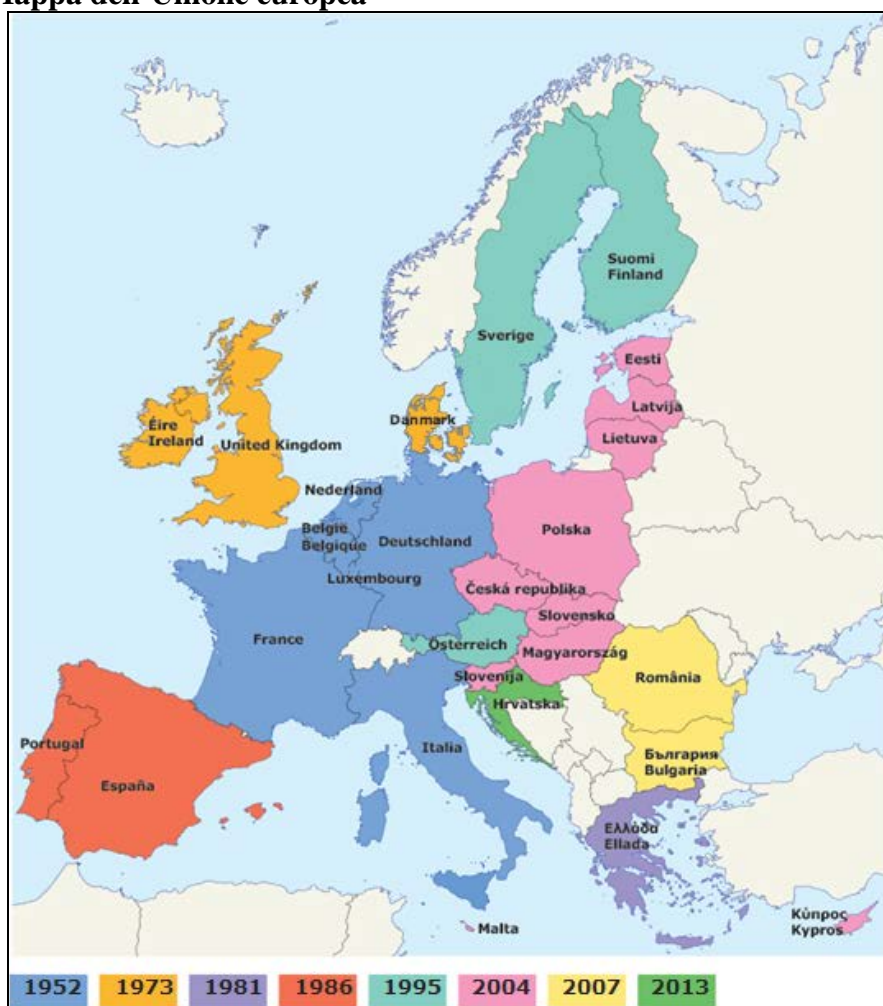 dell'Unione europea
Suomi
Finland
Sverige
Eesti
Latvija
Lietuva
Danmark
Éire
Ireland
United Kingdom
Nederland
België
Belgique
Deutschland
Luxembourg
Polska
Česká republika
Slovensko
France
Österreich
Magyarország
Slovenija
Hrvatska
România
Portugal
España
Italia
България
Bulgaria
Ελλάδα
Ellada
Malta
Κύπρος
Kypros
1952 1973 1981 1986 1995 2004 2007 2013